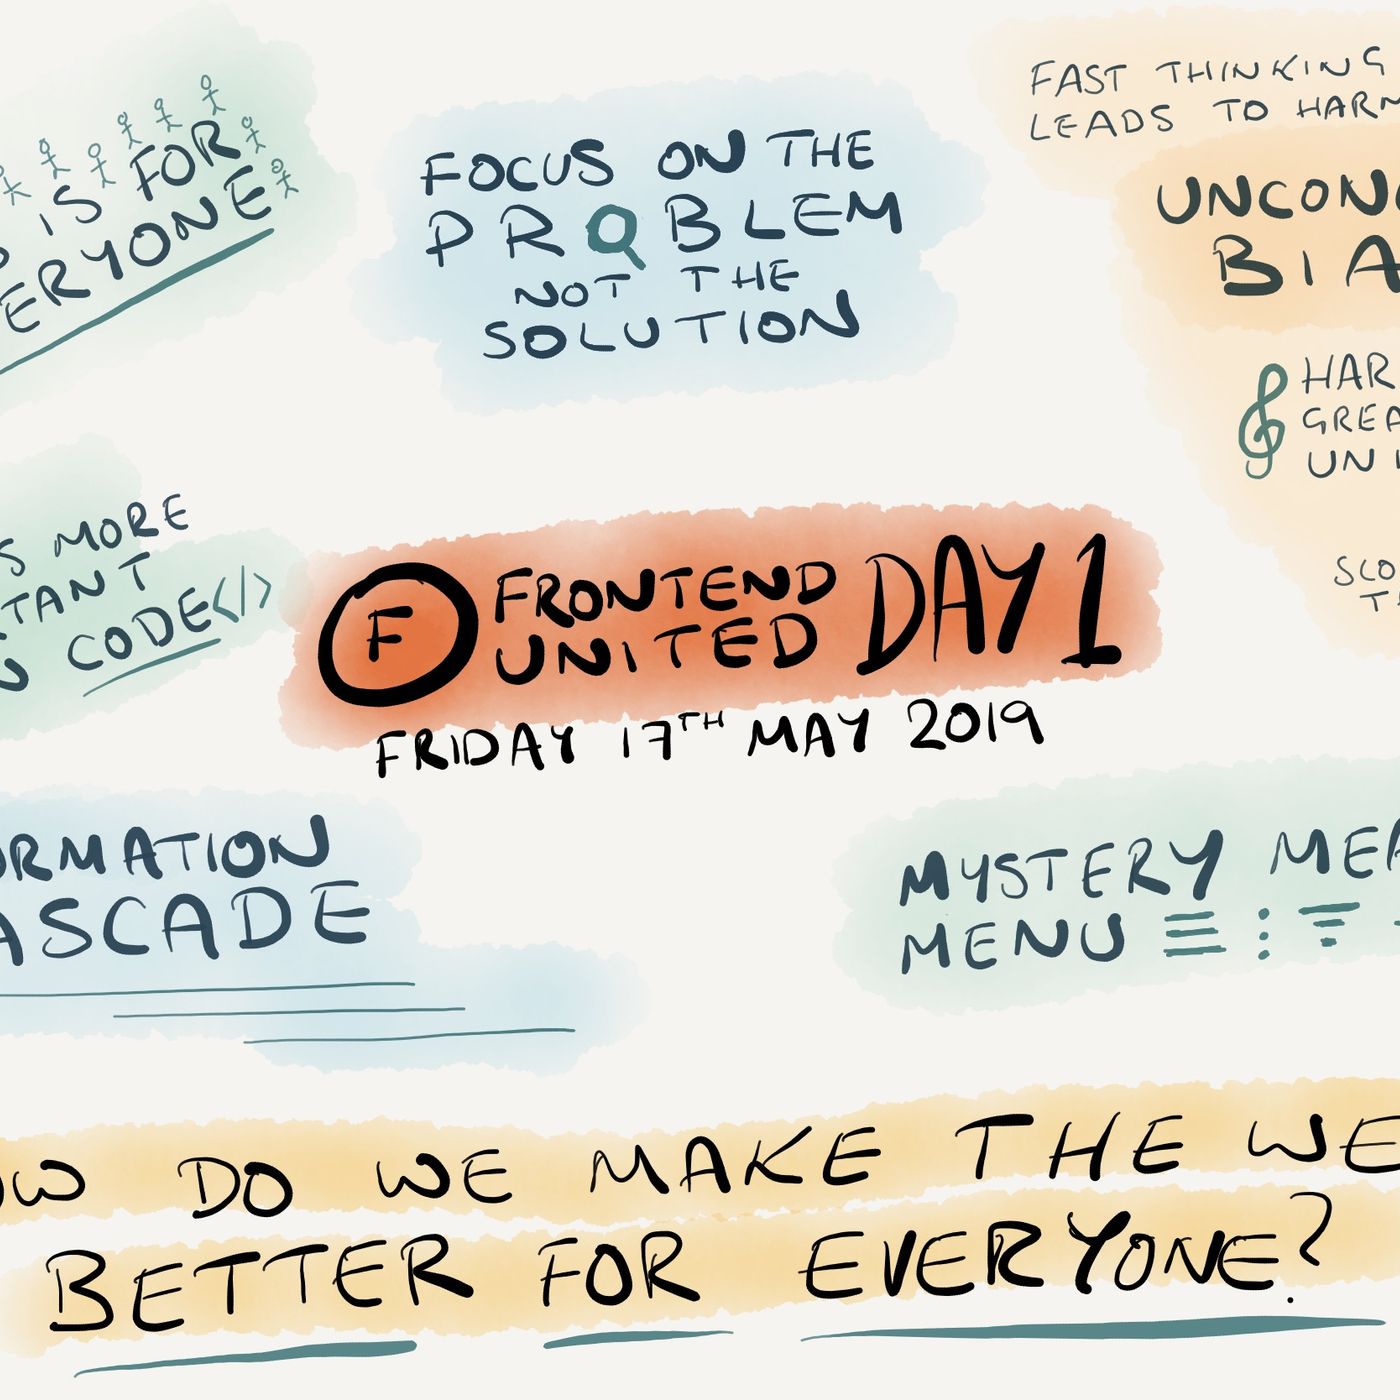 IS FOR
ERYONE
FOCUS ON THE
PROBLEM
NOT THE
SOLUTION
FAST THINKING
LEADS TO HARM
UNCON
BIA
HAR
GREA
UNI
SLO
T
S MORE
TANT
N CODE</>
F
FRONTEND
UNITED
DAY 1
FRIDAY 17TH MAY 2019
ORMATION
ASCADE
MYSTERY MEA
MENU
OW DO WE MAKE THE WE
BETTER FOR EVERYONE?